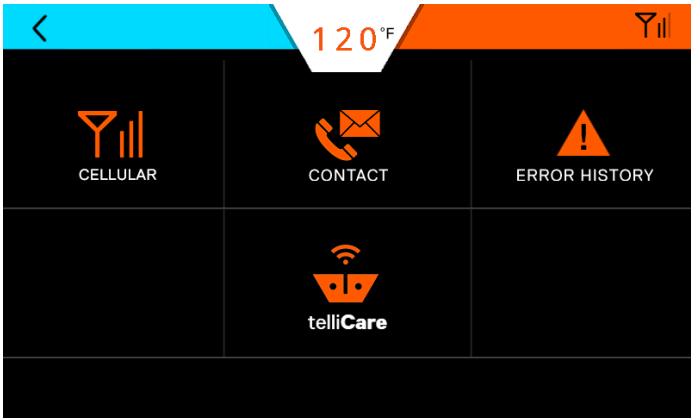 120°F
CELLULAR
CONTACT
ERROR HISTORY
telliCare